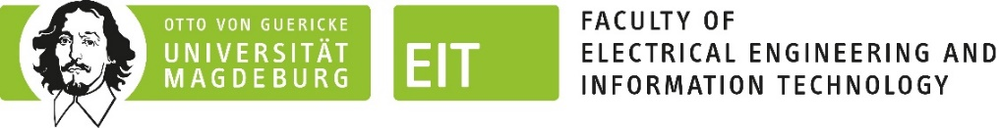 OTTO VON GUERICKE
UNIVERSITÄT
MAGDEBURG
EIT
FACULTY OF
ELECTRICAL ENGINEERING AND
INFORMATION TECHNOLOGY